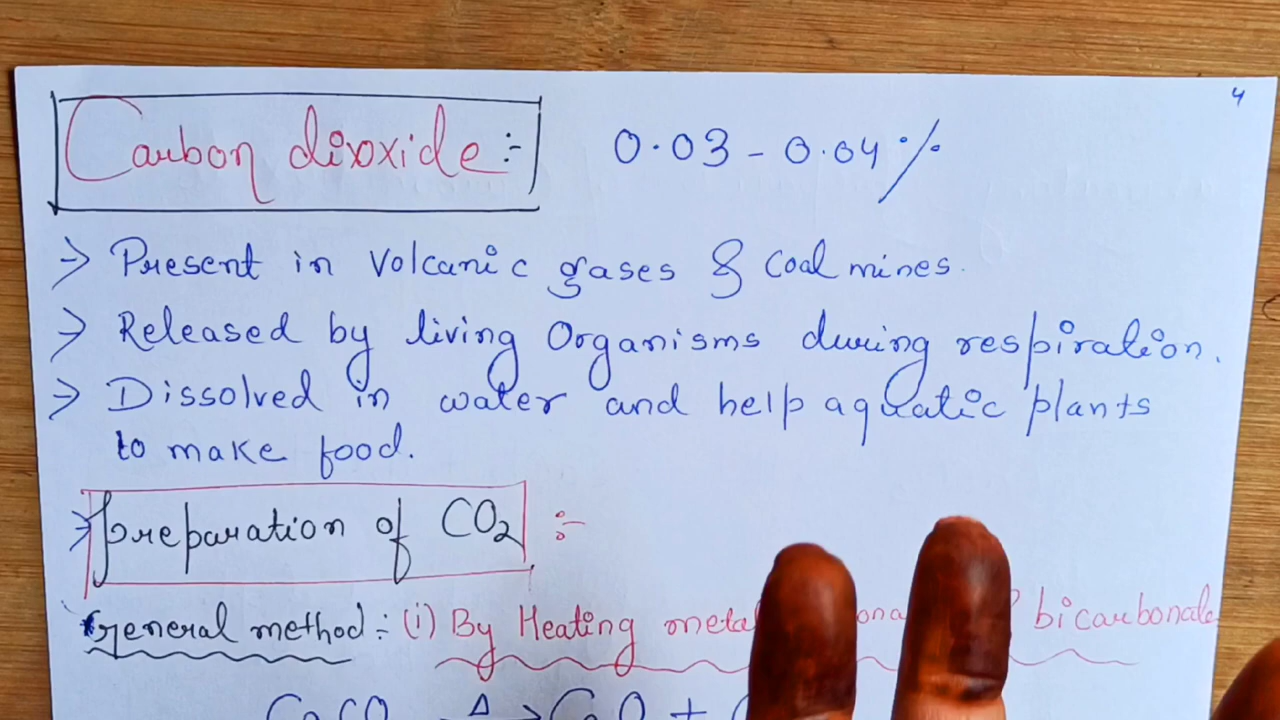 4
Carbon dioxide:- 0.03 - 0.04%
→ Present in Volcanic gases & Coal mines.
→ Released by living Organisms during respiration.
→ Dissolved in water and help aquatic plants
to make food.
→ Preparation of CO2 :-
General method:- (i) By Heating bicarbonate